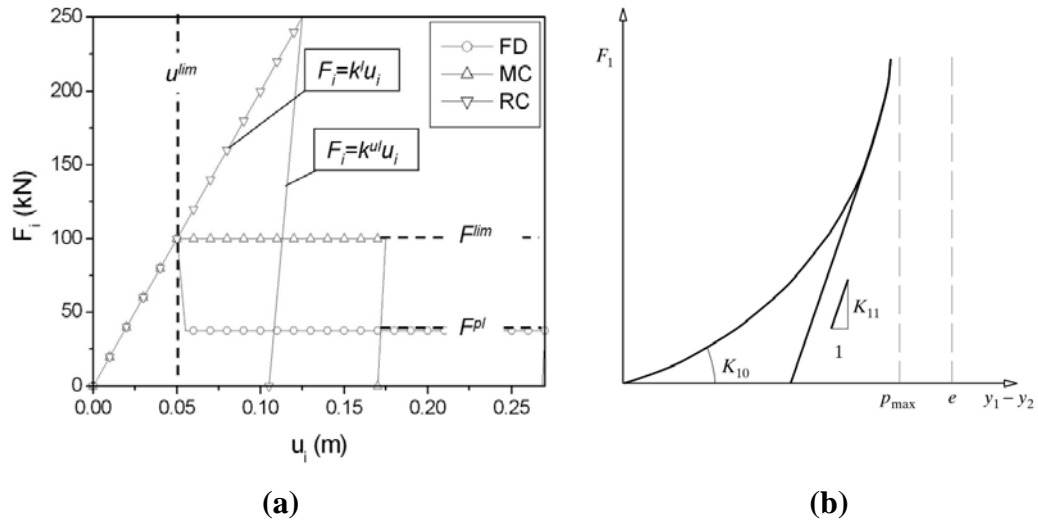 250
200
150
100
50
0
F_i (kN)
u^lim
F_i=k^l u_i
F_i=k^ul u_i
FD
MC
RC
F^lim
F^pl
0.00 0.05 0.10 0.15 0.20 0.25
u_i (m)
(a)
F_1
K_10
K_11
1
p_max e y_1 − y_2
(b)